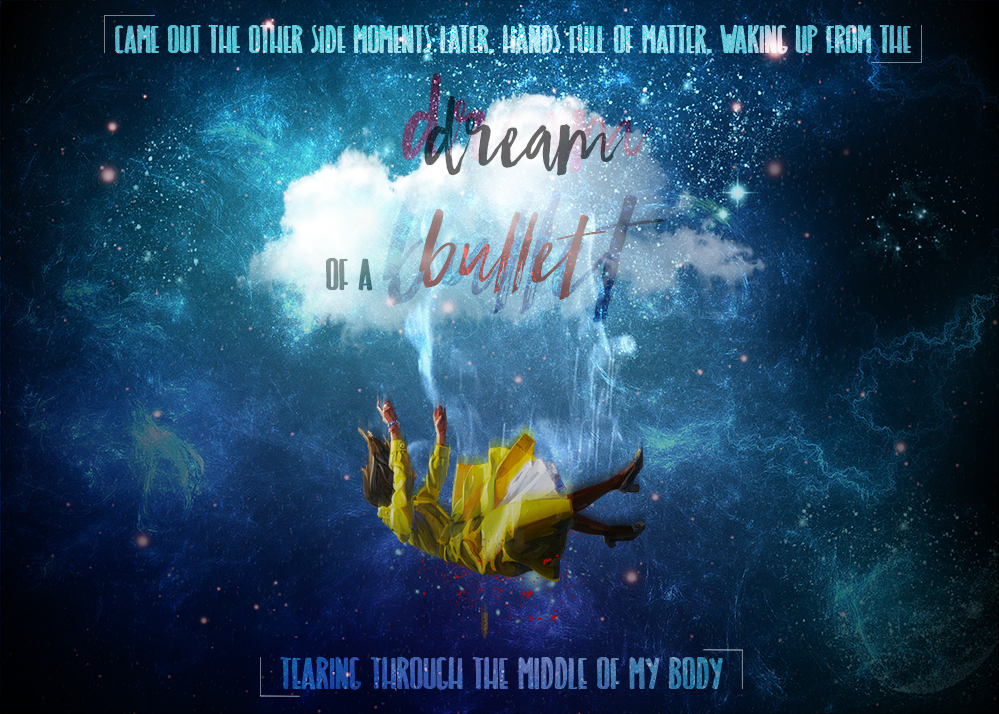 CAME OUT THE OTHER SIDE MOMENTS LATER, HANDS FULL OF MATTER, WAKING UP FROM THE
dream
OF A bullet
TEARING THROUGH THE MIDDLE OF MY BODY